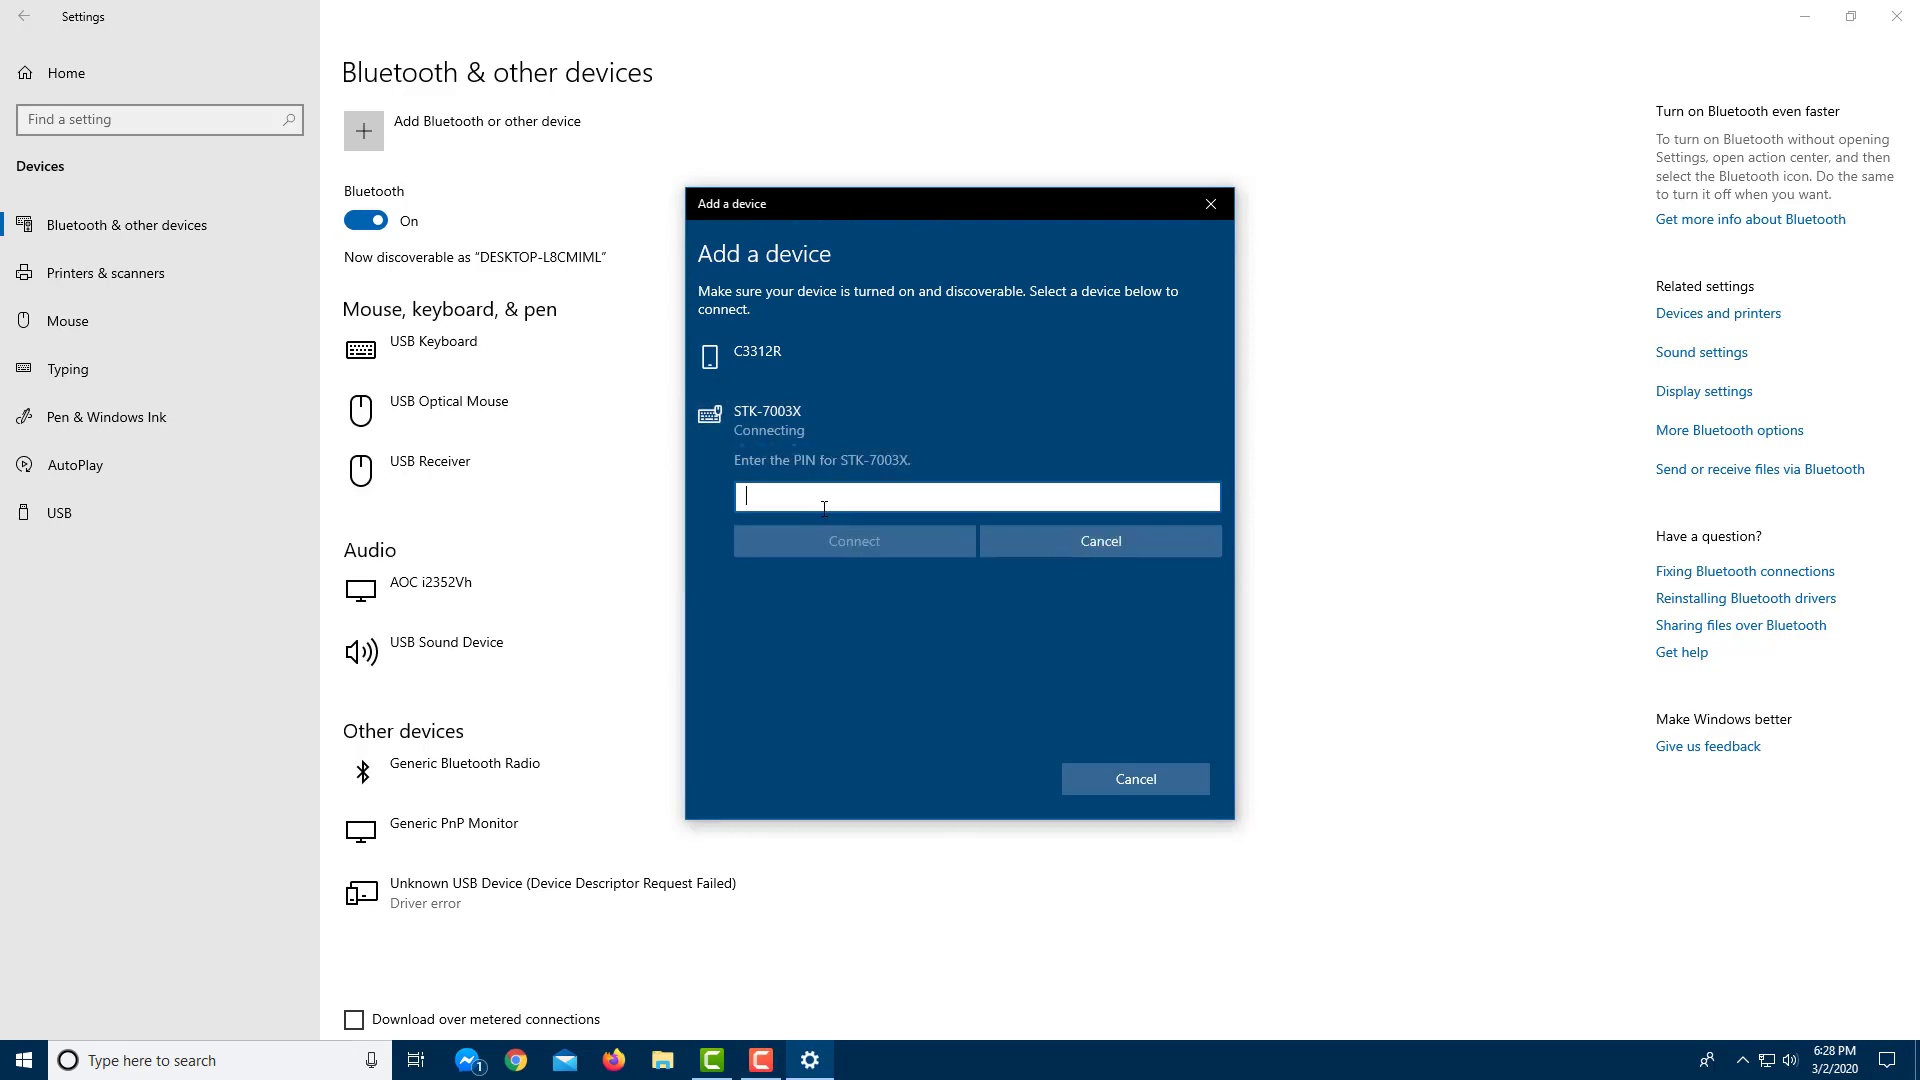 Settings
Home
Find a setting
Devices
Bluetooth & other devices
Printers & scanners
Mouse
Typing
Pen & Windows Ink
AutoPlay
USB
Bluetooth & other devices
Add Bluetooth or other device
Bluetooth
On
Now discoverable as “DESKTOP-L8CMIML”
Mouse, keyboard, & pen
USB Keyboard
USB Optical Mouse
USB Receiver
Audio
AOC i2352Vh
USB Sound Device
Other devices
Generic Bluetooth Radio
Generic PnP Monitor
Unknown USB Device (Device Descriptor Request Failed)
Driver error
Download over metered connections
Add a device
Add a device
Make sure your device is turned on and discoverable. Select a device below to
connect.
C3312R
STK-7003X
Connecting
Enter the PIN for STK-7003X.
Connect
Cancel
Cancel
Turn on Bluetooth even faster
To turn on Bluetooth without opening
Settings, open action center, and then
select the Bluetooth icon. Do the same
to turn it off when you want.
Get more info about Bluetooth
Related settings
Devices and printers
Sound settings
Display settings
More Bluetooth options
Send or receive files via Bluetooth
Have a question?
Fixing Bluetooth connections
Reinstalling Bluetooth drivers
Sharing files over Bluetooth
Get help
Make Windows better
Give us feedback
Type here to search
1
6:28 PM
3/2/2020